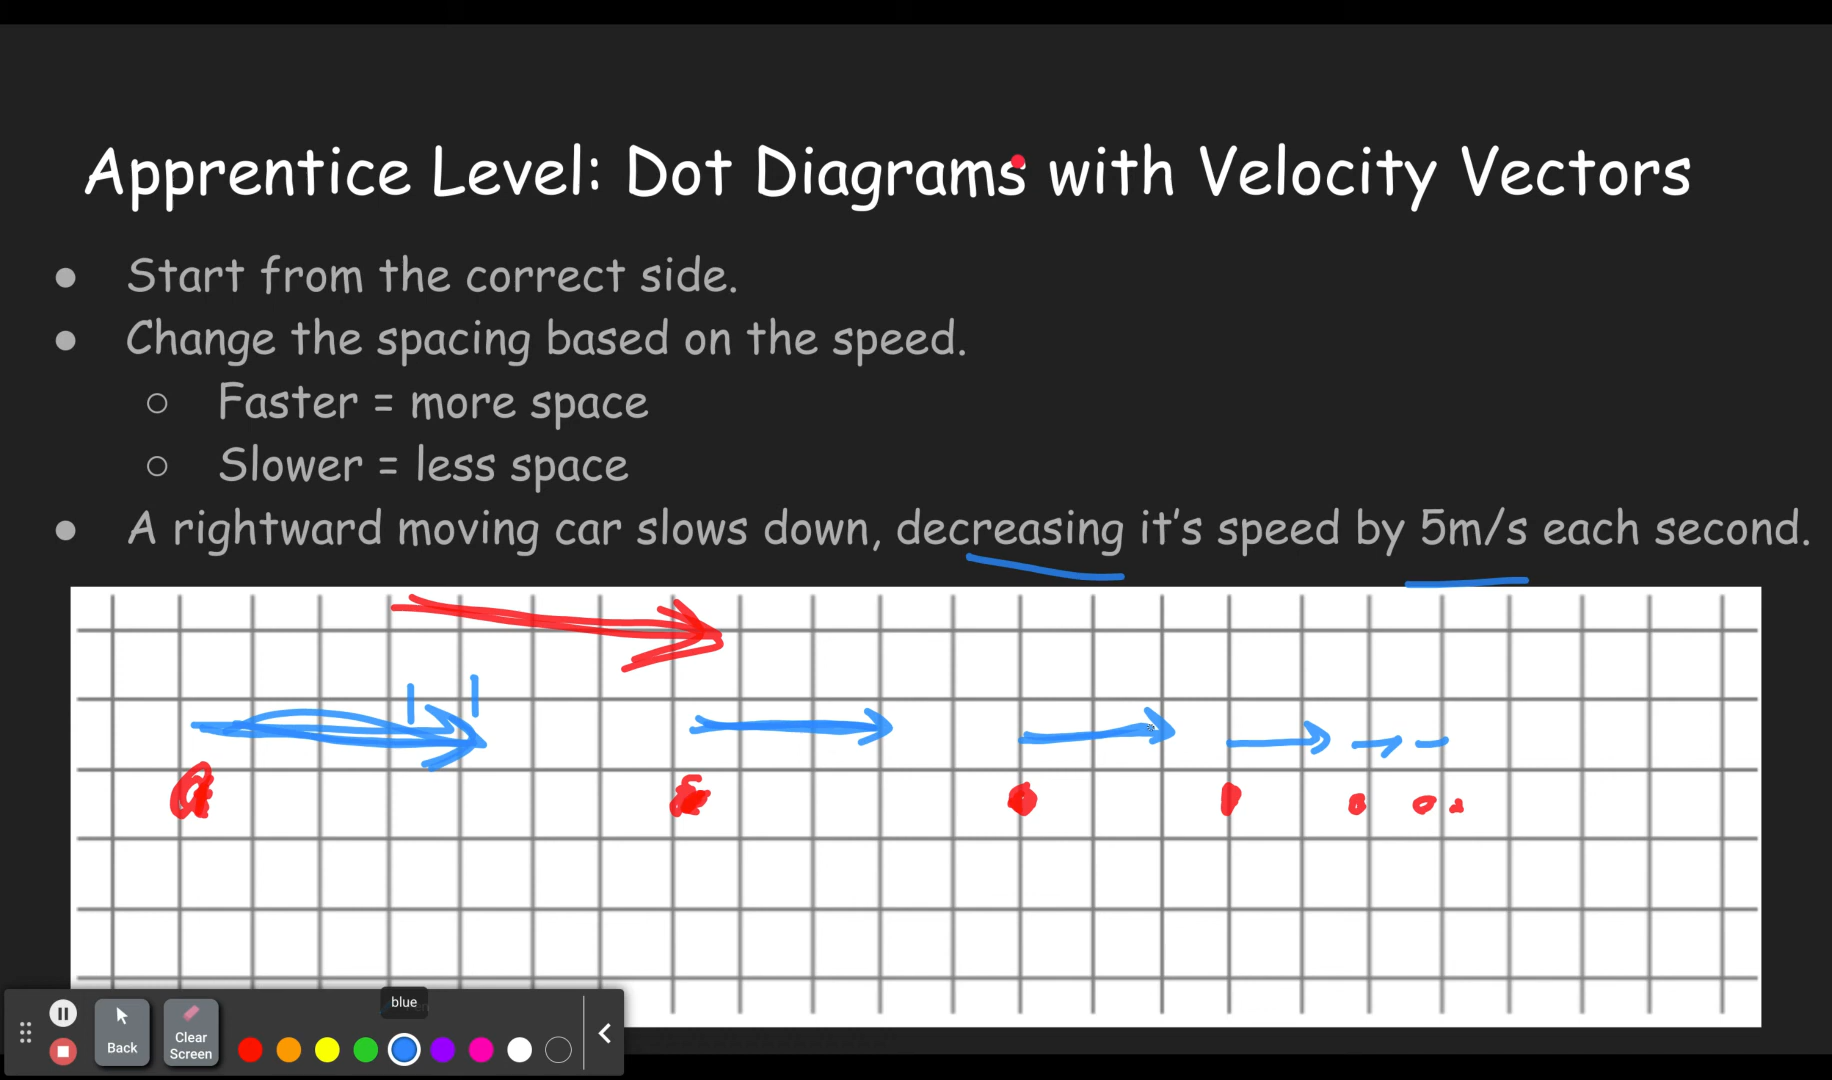 Apprentice Level: Dot Diagrams with Velocity Vectors
● Start from the correct side.
● Change the spacing based on the speed.
○ Faster = more space
○ Slower = less space
● A rightward moving car slows down, decreasing it's speed by 5m/s each second.
blue
Back
Clear
Screen